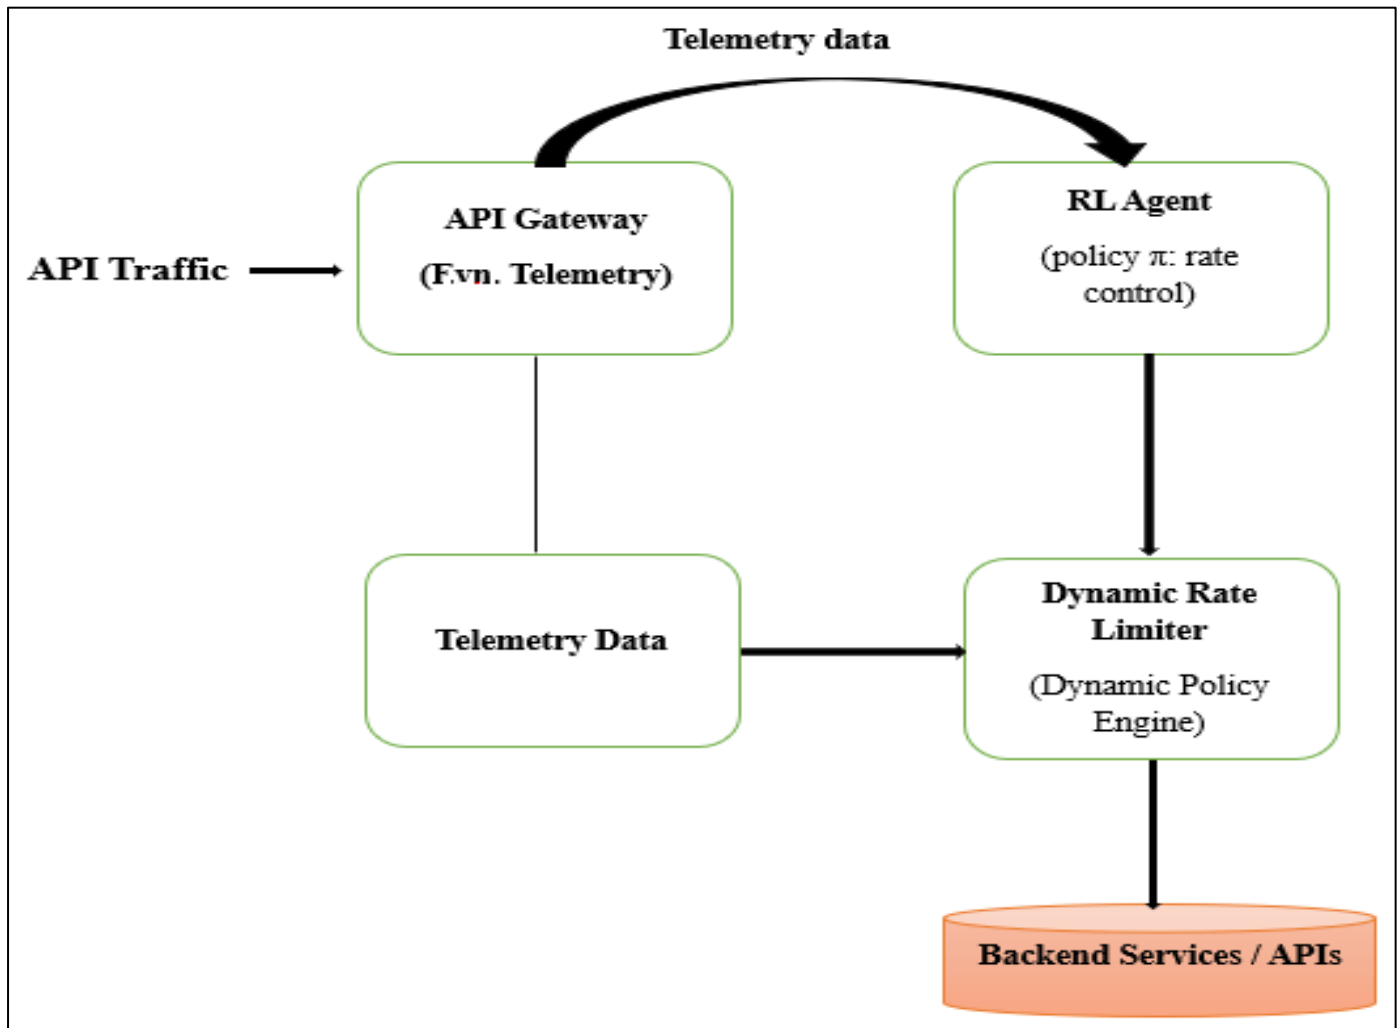 Telemetry data
API Gateway
(F.vn. Telemetry)
API Traffic
RL Agent
(policy π: rate
control)
Telemetry Data
Dynamic Rate
Limiter
(Dynamic Policy
Engine)
Backend Services / APIs